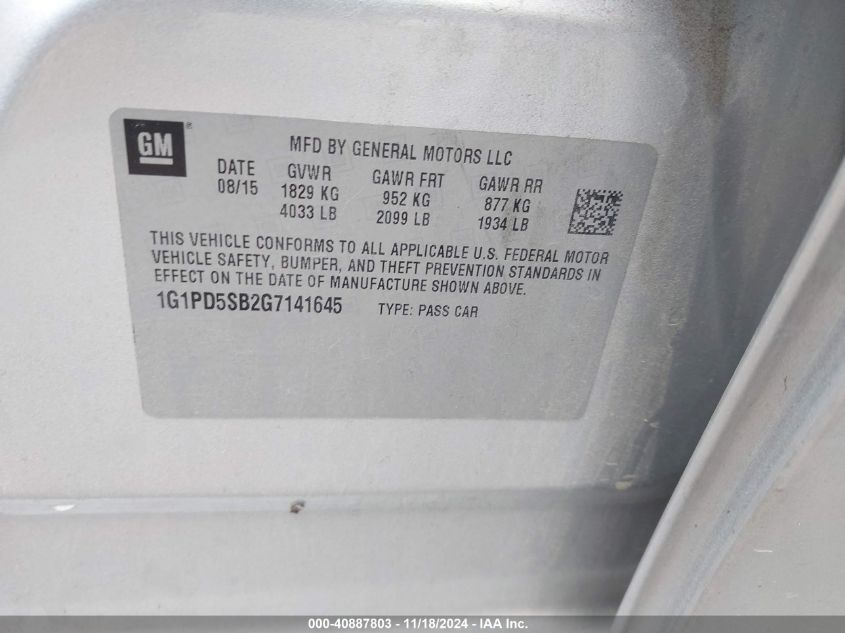 GM
®
MFD BY GENERAL MOTORS LLC
DATE GVWR GAWR FRT GAWR RR
08/15 1829 KG 952 KG 877 KG
4033 LB 2099 LB 1934 LB
THIS VEHICLE CONFORMS TO ALL APPLICABLE U.S. FEDERAL MOTOR
VEHICLE SAFETY, BUMPER, AND THEFT PREVENTION STANDARDS IN
EFFECT ON THE DATE OF MANUFACTURE SHOWN ABOVE.
1G1PD5SB2G7141645 TYPE: PASS CAR
000-40887803 - 11/18/2024 - IAA Inc.